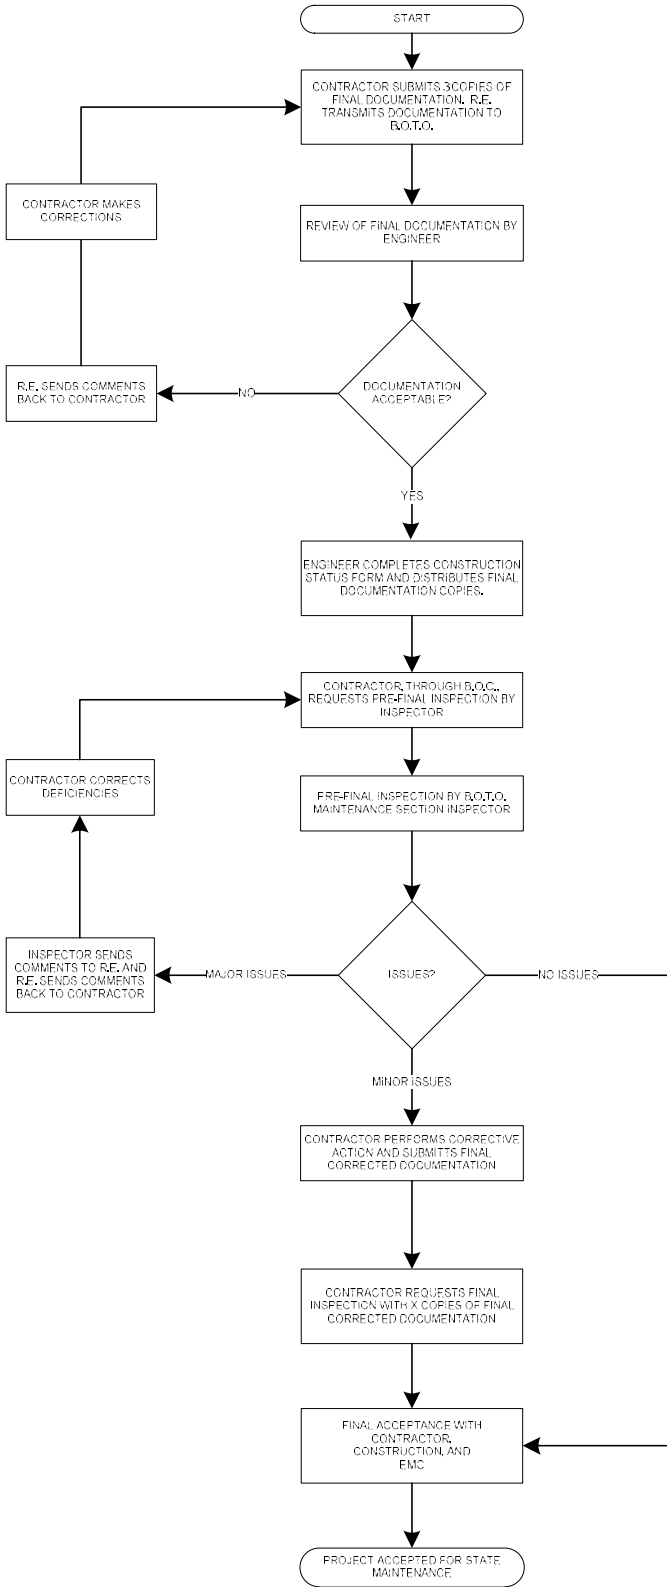 START
CONTRACTOR SUBMITS 3COPIES OF
FINAL DOCUMENTATION. R.E.
TRANSMITS DOCUMENTATION TO
B.O.T.O.
CONTRACTOR MAKES
CORRECTIONS
REVIEW OF FINAL DOCUMENTATION BY
ENGINEER
R.E. SENDS COMMENTS
BACK TO CONTRACTOR
NO
DOCUMENTATION
ACCEPTABLE?
YES
ENGINEER COMPLETES CONSTRUCTION
STATUS FORM AND DISTRIBUTES FINAL
DOCUMENTATION COPIES.
CONTRACTOR, THROUGH B.O.C.,
REQUESTS PRE-FINAL INSPECTION BY
INSPECTOR
CONTRACTOR CORRECTS
DEFICIENCIES
PRE-FINAL INSPECTION BY B.O.T.O.
MAINTENANCE SECTION INSPECTOR
INSPECTOR SENDS
COMMENTS TO R.E. AND
R.E. SENDS COMMENTS
BACK TO CONTRACTOR
MAJOR ISSUES
ISSUES?
NO ISSUES
MINOR ISSUES
CONTRACTOR PERFORMS CORRECTIVE
ACTION AND SUBMITTS FINAL
CORRECTED DOCUMENTATION
CONTRACTOR REQUESTS FINAL
INSPECTION WITH X COPIES OF FINAL
CORRECTED DOCUMENTATION
FINAL ACCEPTANCE WITH
CONTRACTOR,
CONSTRUCTION, AND
EMC
PROJECT ACCEPTED FOR STATE
MAINTENANCE